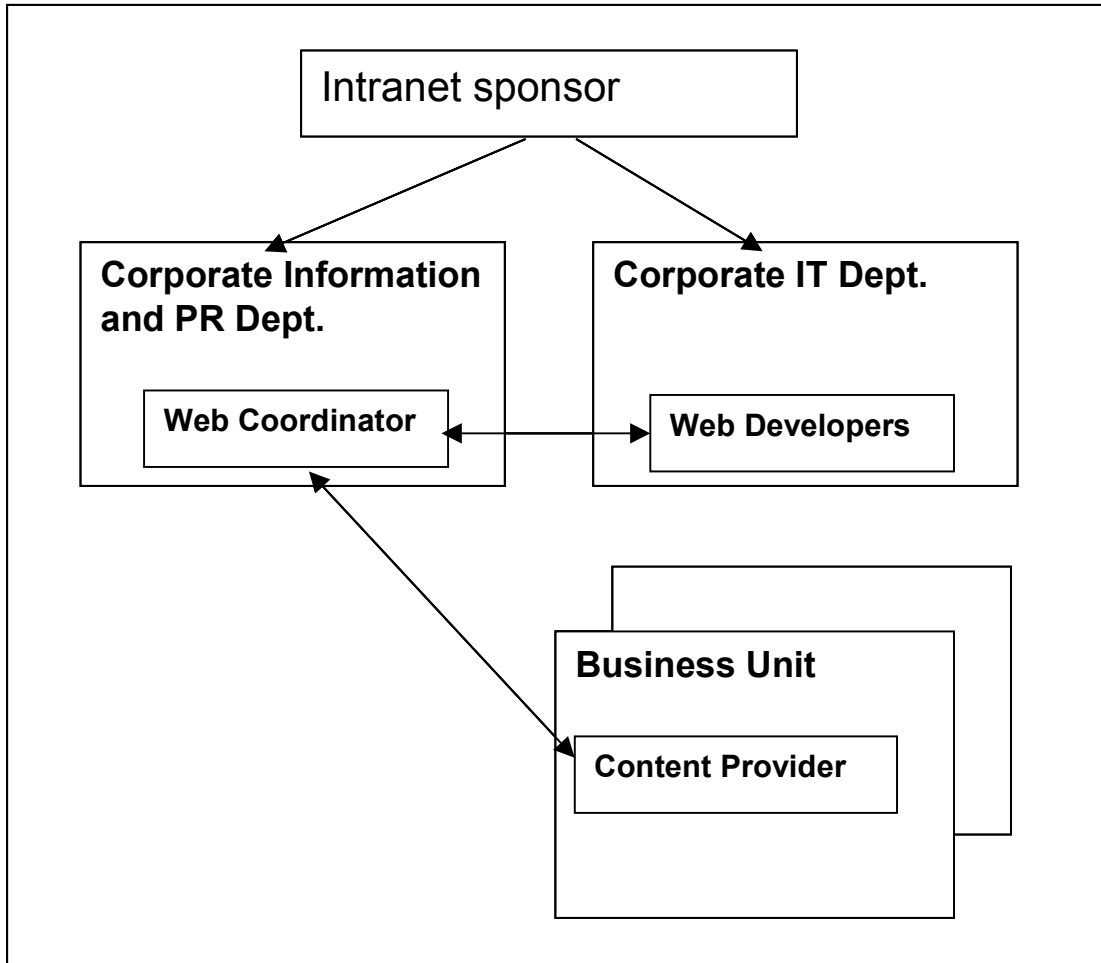 Intranet sponsor
Corporate Information
and PR Dept.
Corporate IT Dept.
Web Coordinator
Web Developers
Business Unit
Content Provider